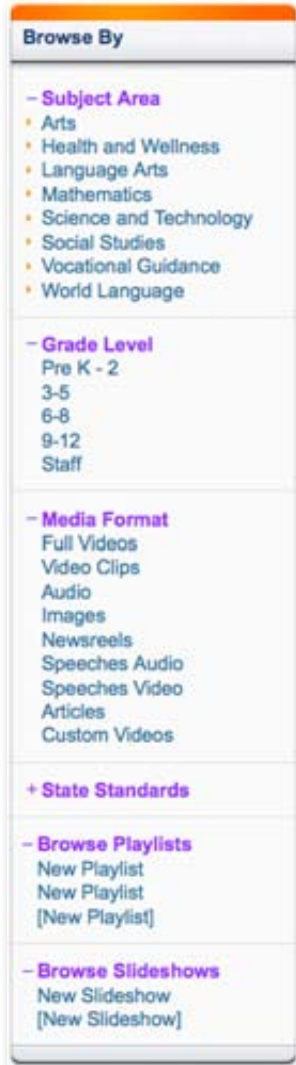 Browse By
– Subject Area
Arts
Health and Wellness
Language Arts
Mathematics
Science and Technology
Social Studies
Vocational Guidance
World Language
– Grade Level
Pre K - 2
3-5
6-8
9-12
Staff
– Media Format
Full Videos
Video Clips
Audio
Images
Newsreels
Speeches Audio
Speeches Video
Articles
Custom Videos
+ State Standards
– Browse Playlists
New Playlist
New Playlist
[New Playlist]
– Browse Slideshows
New Slideshow
[New Slideshow]